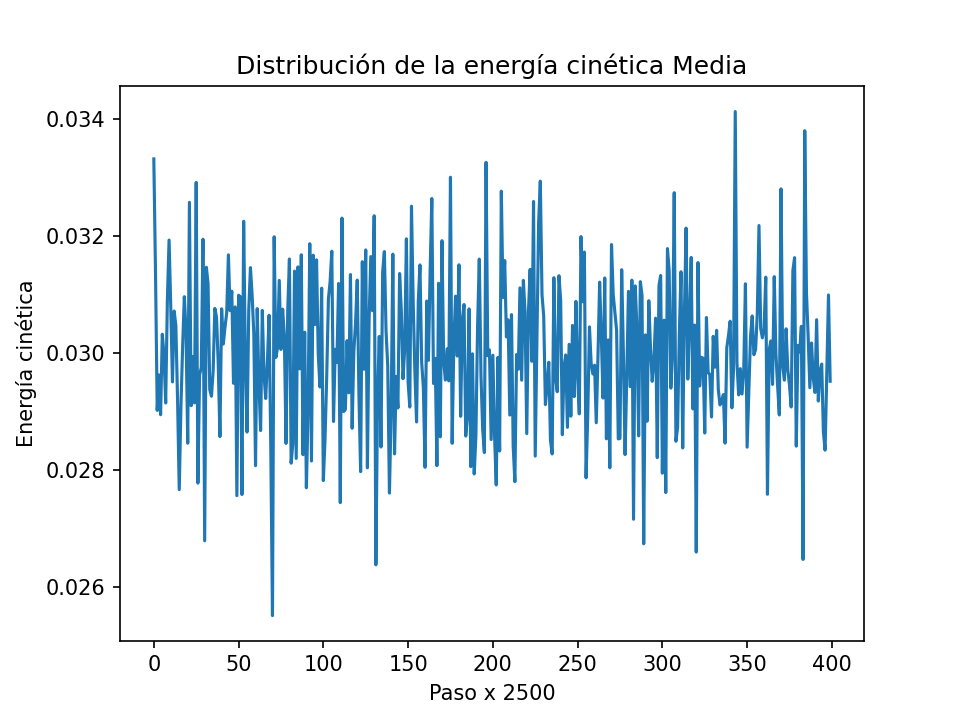 Distribución de la energía cinética Media
Energía cinética
0.034
0.032
0.030
0.028
0.026
0 50 100 150 200 250 300 350 400
Paso x 2500